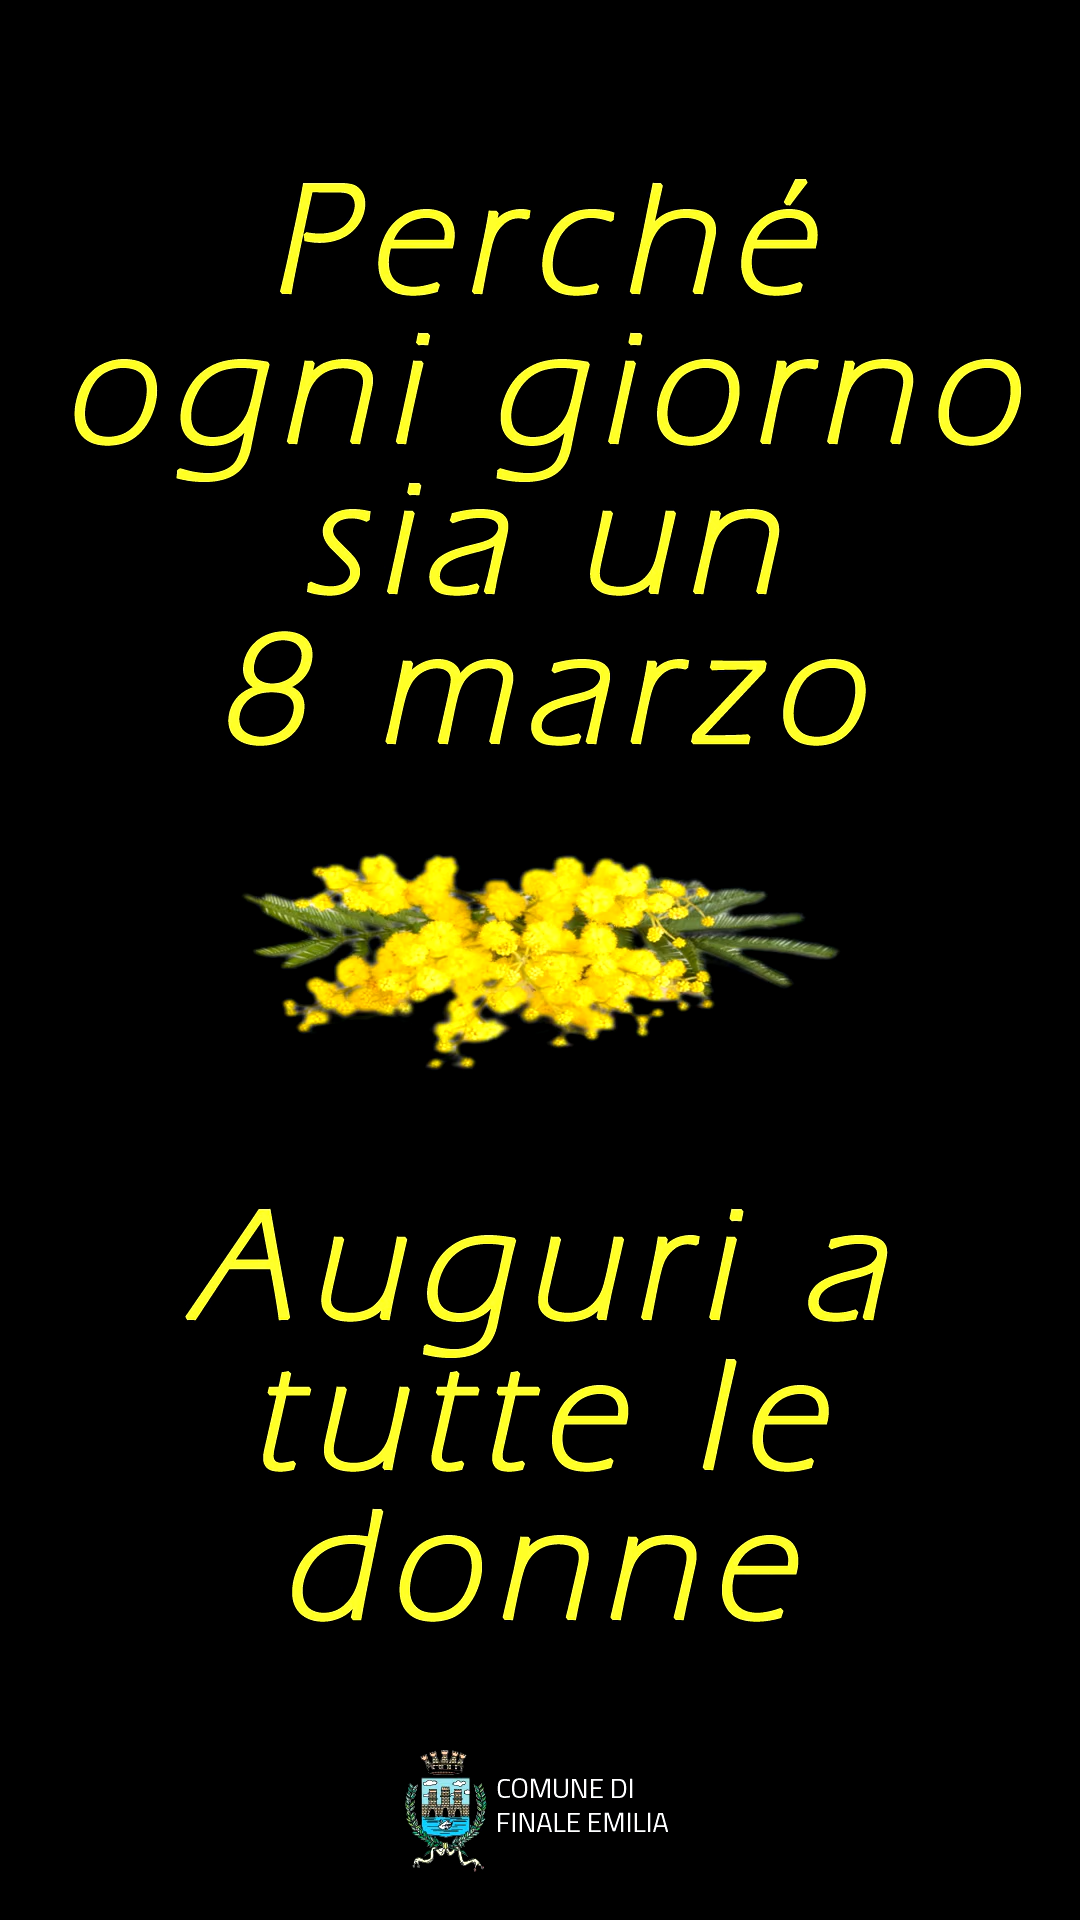 Perché
ogni giorno
sia un
8 marzo
Auguri a
tutte le
donne
COMUNE DI
FINALE EMILIA